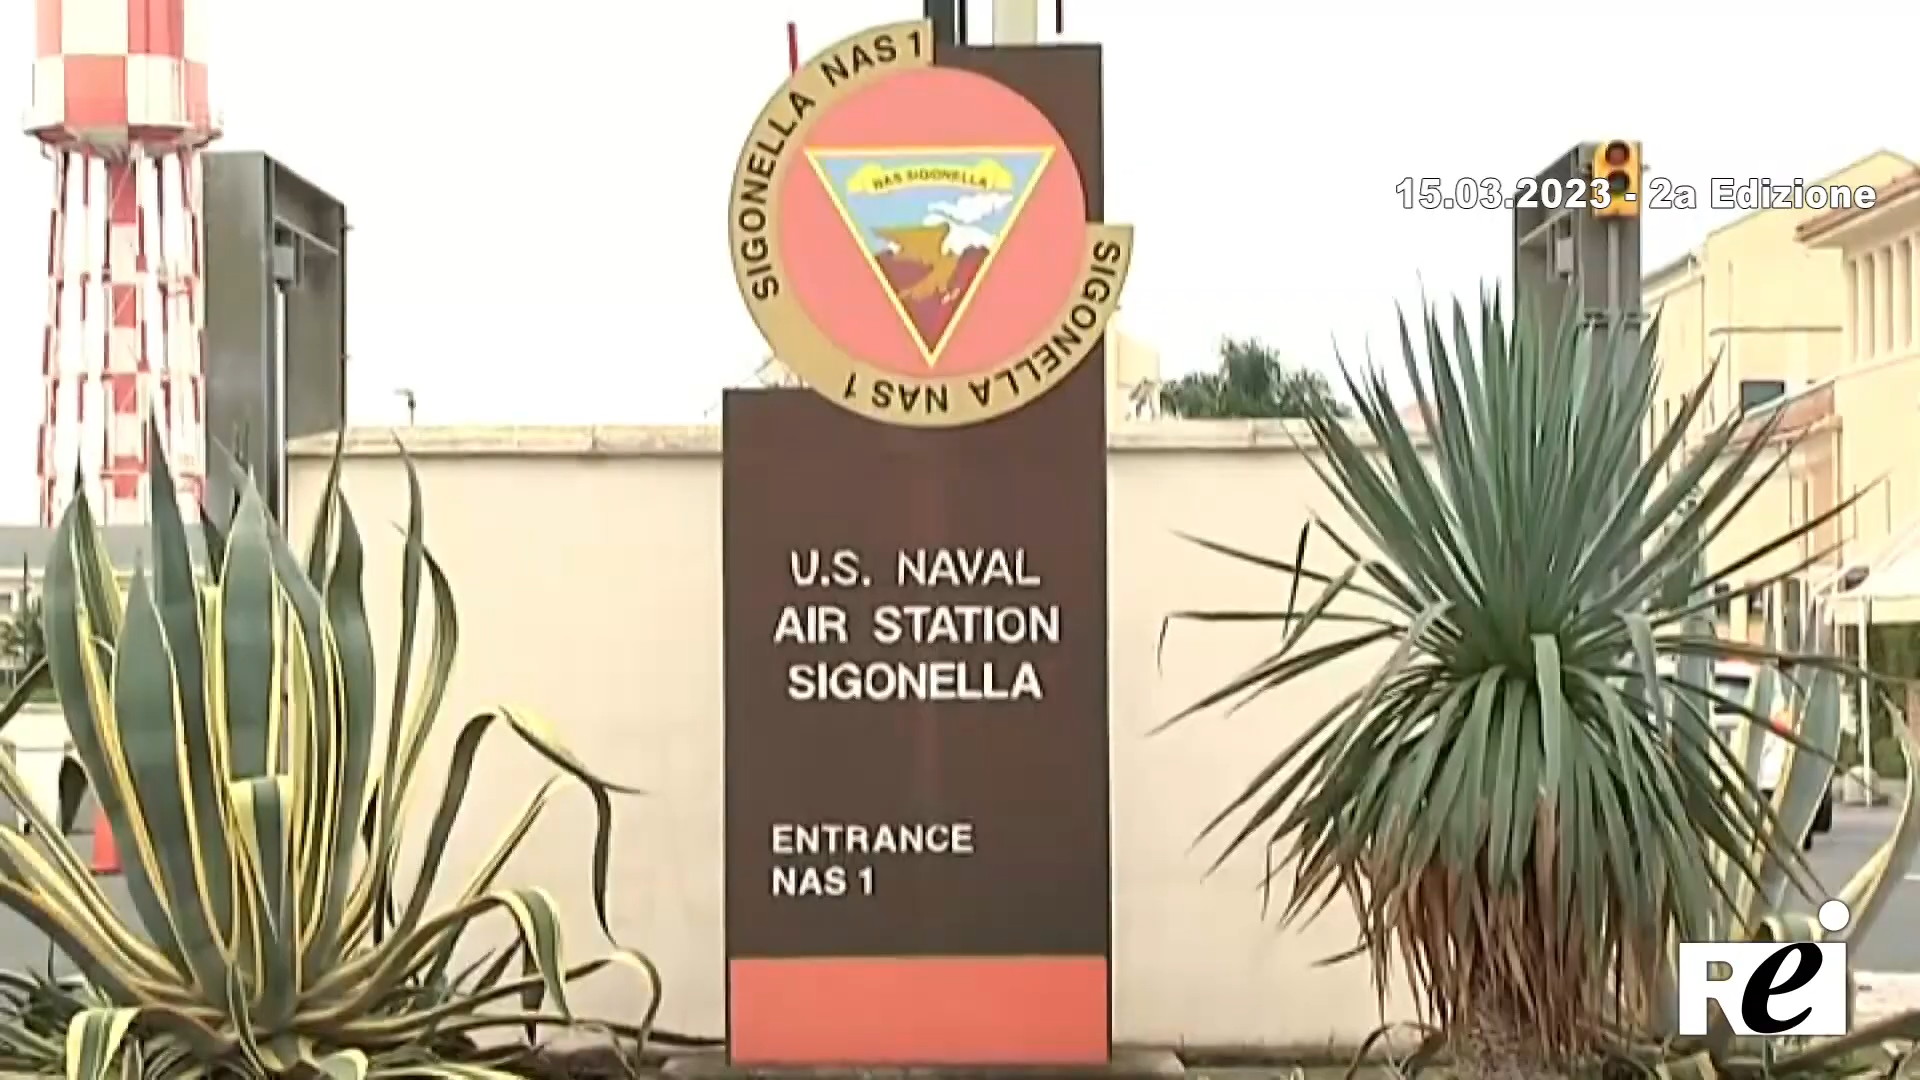 SIGONELLA NAS 1
SIGONELLA NAS 1
NAS SIGONELLA
15.03.2023 - 2a Edizione
U.S. NAVAL
AIR STATION
SIGONELLA
ENTRANCE
NAS 1
Re